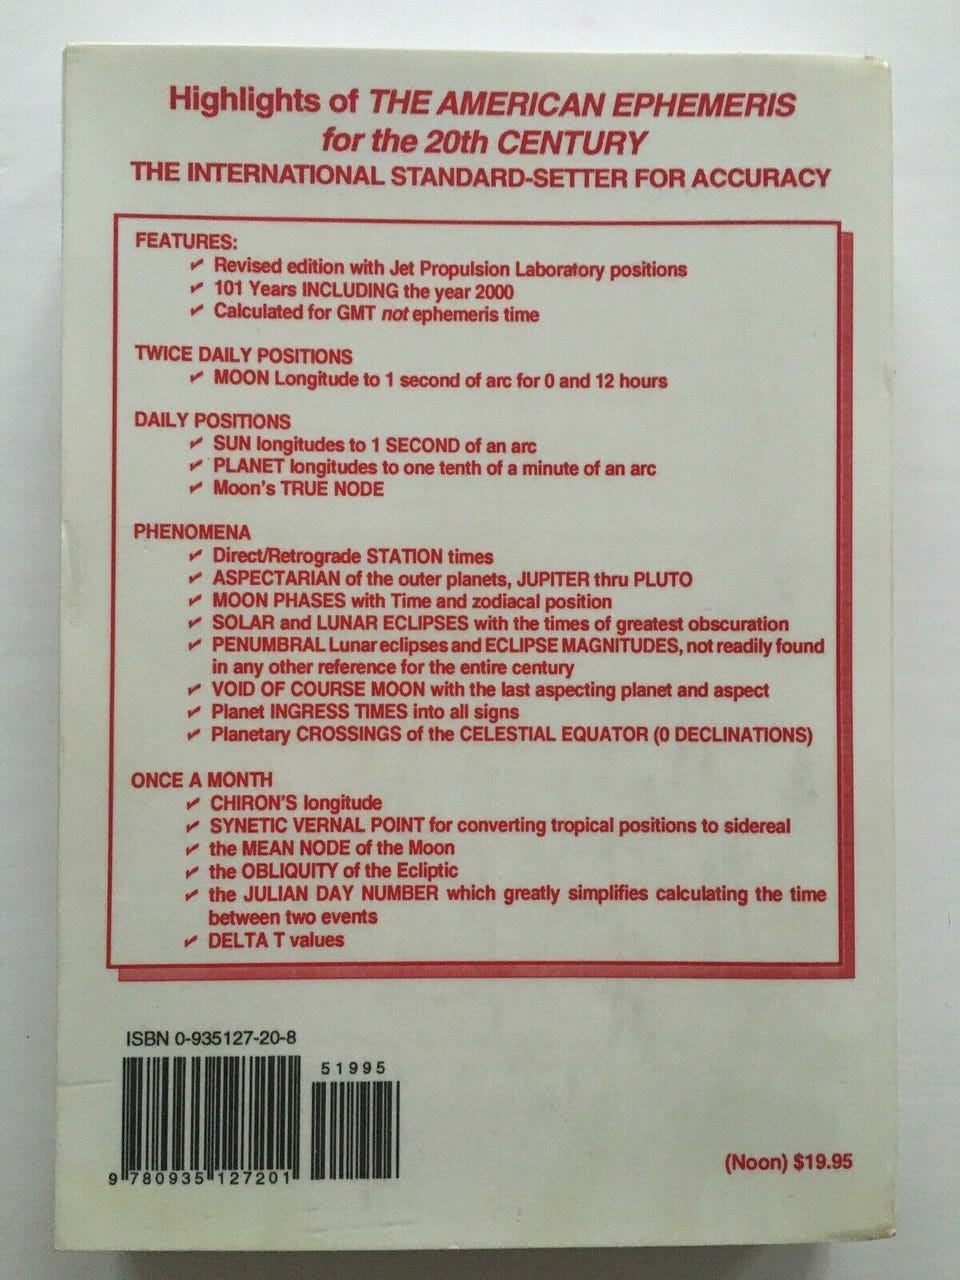 Highlights of THE AMERICAN EPHEMERIS
for the 20th CENTURY
THE INTERNATIONAL STANDARD-SETTER FOR ACCURACY
FEATURES:
✓ Revised edition with Jet Propulsion Laboratory positions
✓ 101 Years INCLUDING the year 2000
✓ Calculated for GMT not ephemeris time
TWICE DAILY POSITIONS
✓ MOON Longitude to 1 second of arc for 0 and 12 hours
DAILY POSITIONS
✓ SUN longitudes to 1 SECOND of an arc
✓ PLANET longitudes to one tenth of a minute of an arc
✓ Moon's TRUE NODE
PHENOMENA
✓ Direct/Retrograde STATION times
✓ ASPECTARIAN of the outer planets, JUPITER thru PLUTO
✓ MOON PHASES with Time and zodiacal position
✓ SOLAR and LUNAR ECLIPSES with the times of greatest obscuration
✓ PENUMBRAL Lunar eclipses and ECLIPSE MAGNITUDES, not readily found
in any other reference for the entire century
✓ VOID OF COURSE MOON with the last aspecting planet and aspect
✓ Planet INGRESS TIMES into all signs
✓ Planetary CROSSINGS of the CELESTIAL EQUATOR (0 DECLINATIONS)
ONCE A MONTH
✓ CHIRON'S longitude
✓ SYNETIC VERNAL POINT for converting tropical positions to sidereal
✓ the MEAN NODE of the Moon
✓ the OBLIQUITY of the Ecliptic
✓ the JULIAN DAY NUMBER which greatly simplifies calculating the time
between two events
✓ DELTA T values
ISBN 0-935127-20-8
51995
9 780935 127201
(Noon) $19.95